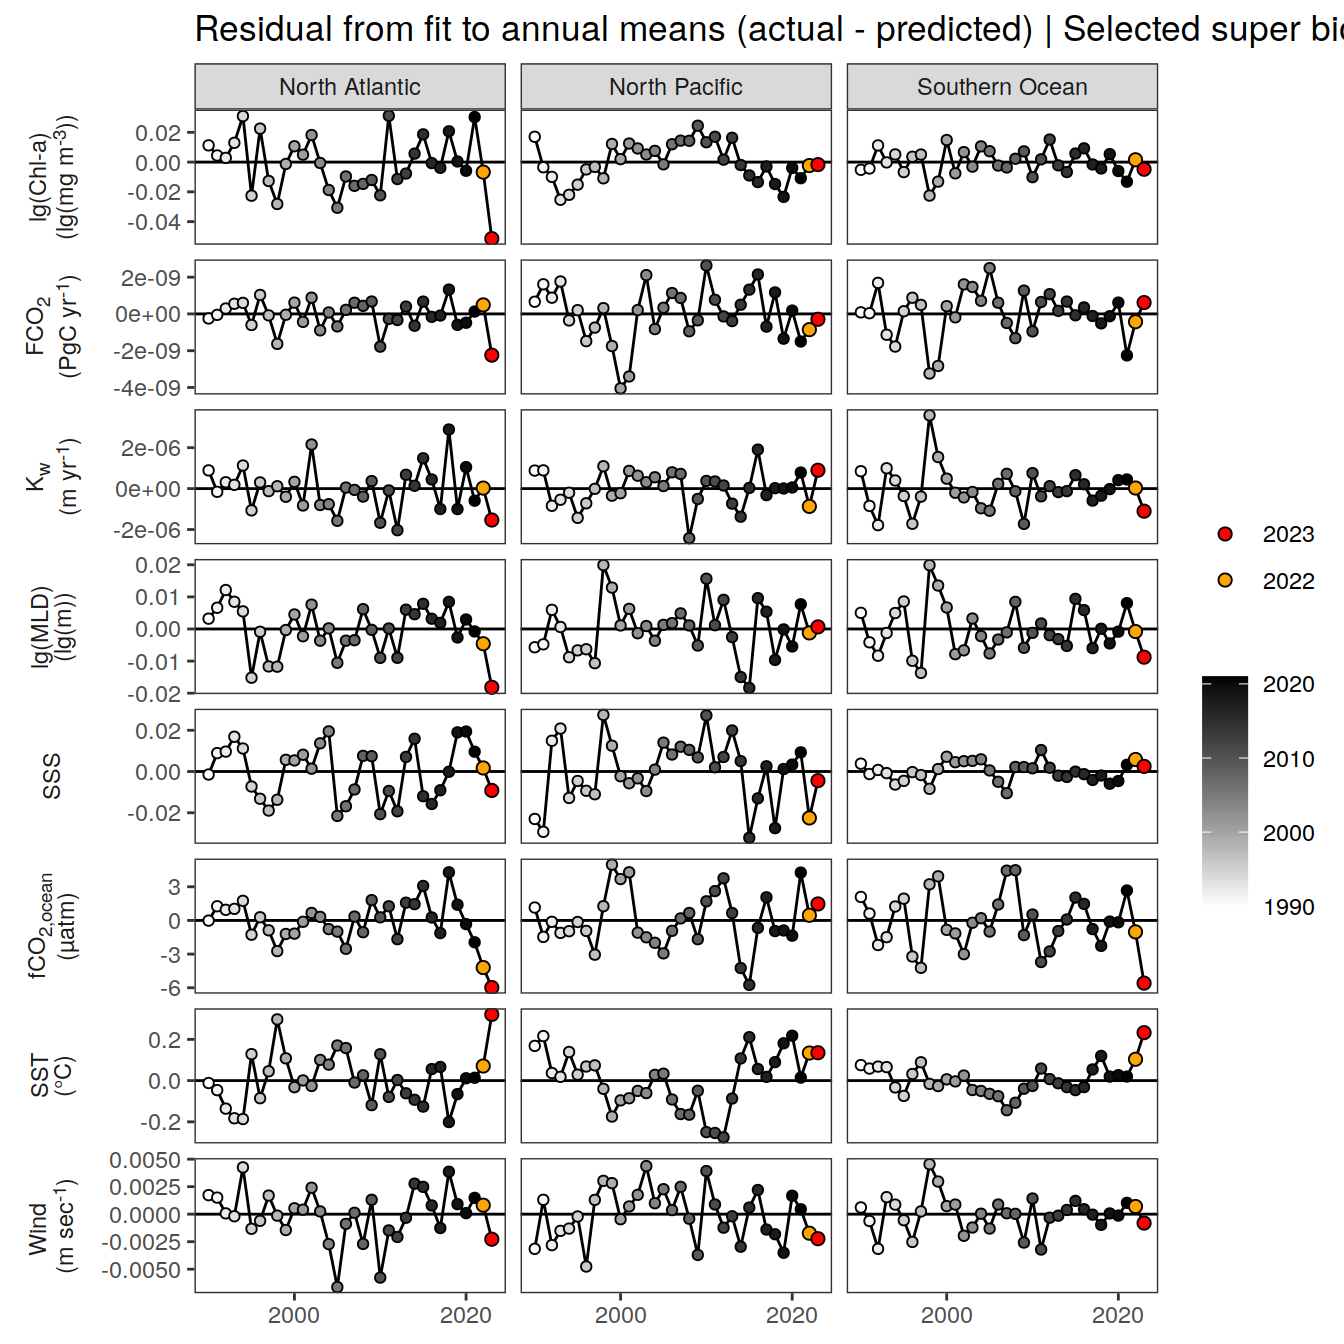 Residual from fit to annual means (actual - predicted) | Selected super bio
North Atlantic
North Pacific
Southern Ocean
lg(Chl-a)
(lg(mg m⁻³))
0.02
0.00
-0.02
-0.04
FCO₂
(PgC yr⁻¹)
2e-09
0e+00
-2e-09
-4e-09
K_w
(m yr⁻¹)
2e-06
0e+00
-2e-06
lg(MLD)
(lg(m))
0.02
0.01
0.00
-0.01
-0.02
SSS
0.02
0.00
-0.02
fCO₂,ocean
(µatm)
3
0
-3
-6
SST
(°C)
0.2
0.0
-0.2
Wind
(m sec⁻¹)
0.0050
0.0025
0.0000
-0.0025
-0.0050
2000
2020
2000
2020
2000
2020
2023
2022
2020
2010
2000
1990